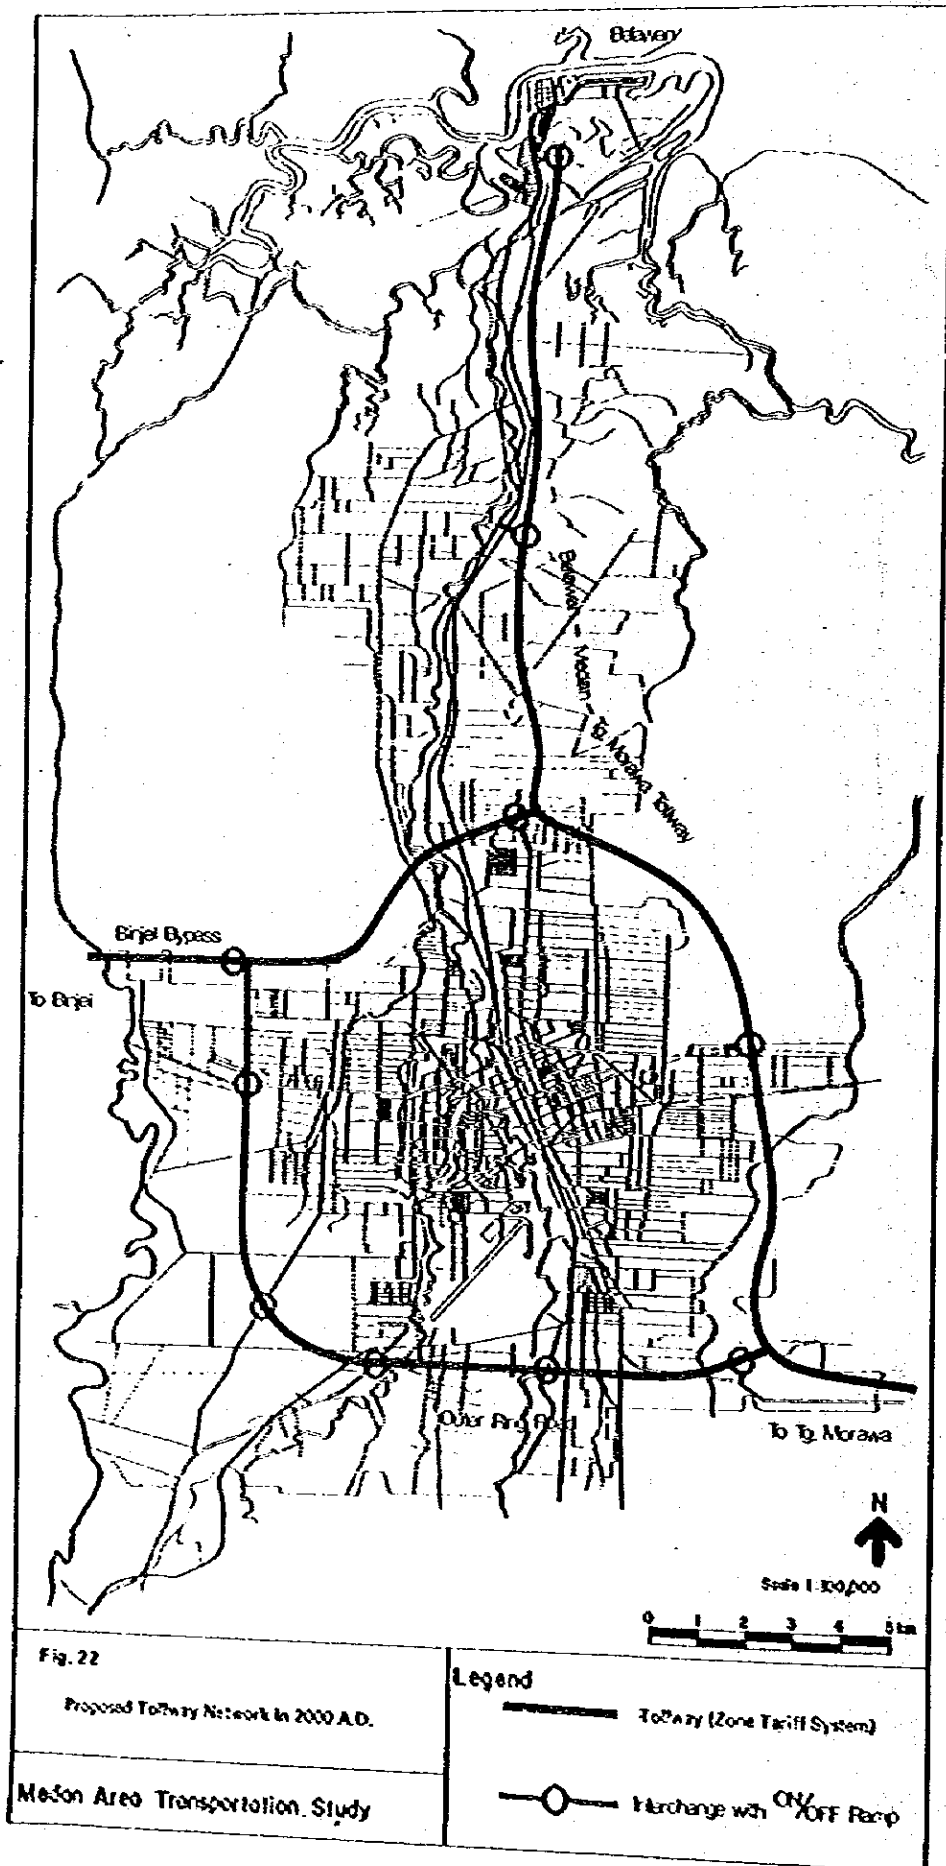 Belawan
Belawan - Medan - Tg. Morawa Tollway
Binjei Bypass
To Binjei
Outer Ring Road
To Tg. Morawa
N
Scale 1:100,000
0 1 2 3 4 5 km
Fig. 22
Proposed Tollway Network in 2000 A.D.
Medan Area Transportation Study
Legend
Tollway (Zone Tariff System)
Interchange with ON/OFF Ramp